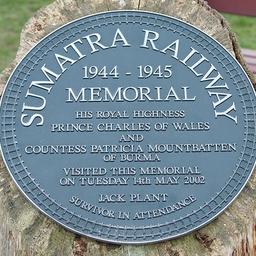 SUMATRA RAILWAY
1944 - 1945
MEMORIAL
HIS ROYAL HIGHNESS
PRINCE CHARLES OF WALES
AND
COUNTESS PATRICIA MOUNTBATTEN
OF BURMA
VISITED THIS MEMORIAL
ON TUESDAY 14th MAY 2002
JACK PLANT
SURVIVOR IN ATTENDANCE